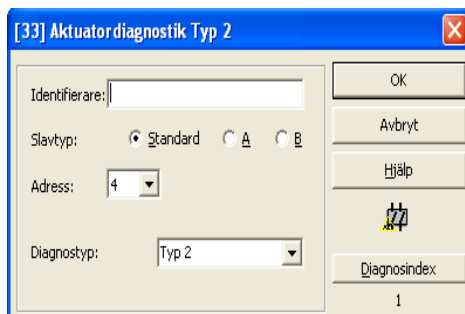 [33] Aktuatordiagnostik Typ 2
Identifierare:
OK
Slavtyp: Standard A B
Avbryt
Adress: 4
Hjälp
Diagnostyp: Typ 2
Diagnosindex
1